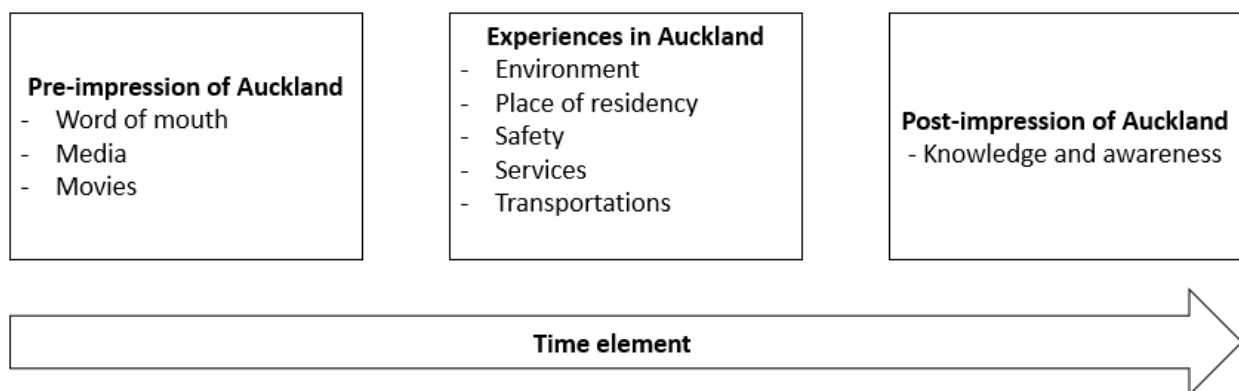 Pre-impression of Auckland
- Word of mouth
- Media
- Movies
Experiences in Auckland
- Environment
- Place of residency
- Safety
- Services
- Transportations
Post-impression of Auckland
- Knowledge and awareness
Time element